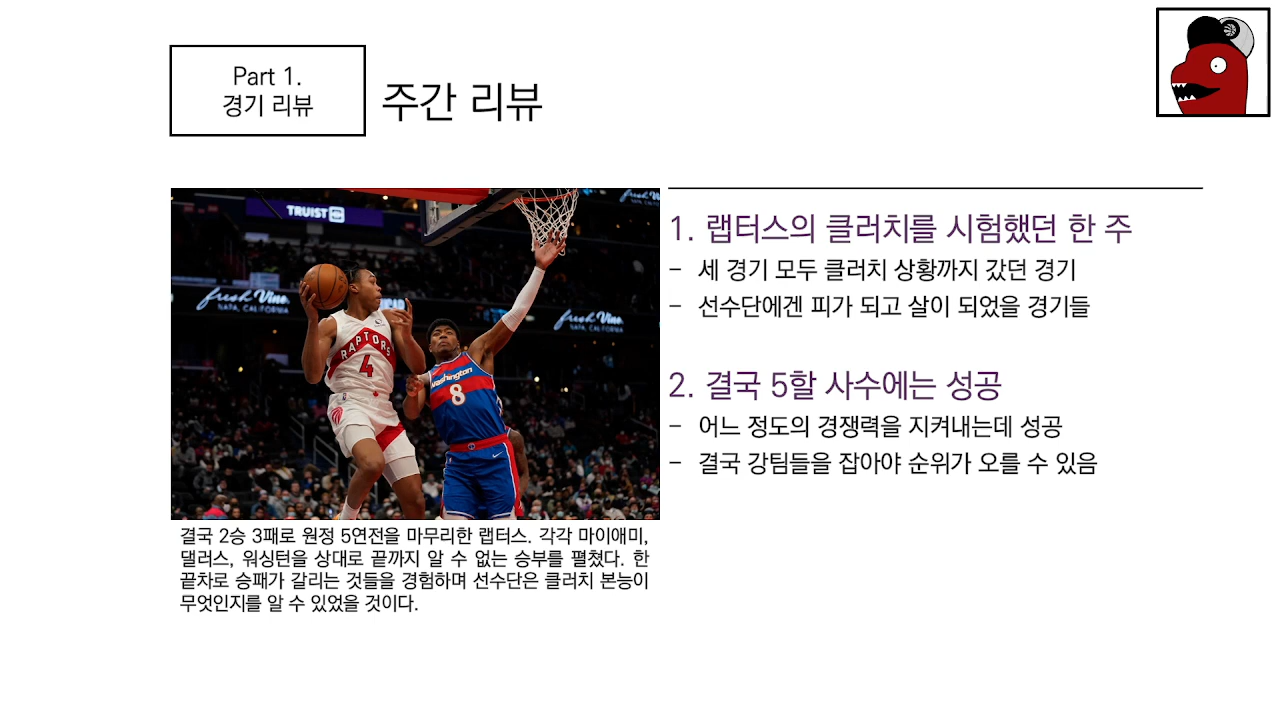 Part 1.
경기 리뷰
주간 리뷰
TRUIST
fresh Vine
NAPA, CALIFORNIA
fresh Vine
NAPA, CALIFORNIA
RAPTORS
4
Washington
8
1. 랩터스의 클러치를 시험했던 한 주
- 세 경기 모두 클러치 상황까지 갔던 경기
- 선수단에겐 피가 되고 살이 되었을 경기들
2. 결국 5할 사수에는 성공
- 어느 정도의 경쟁력을 지켜내는데 성공
- 결국 강팀들을 잡아야 순위가 오를 수 있음
결국 2승 3패로 원정 5연전을 마무리한 랩터스. 각각 마이애미,
댈러스, 워싱턴을 상대로 끝까지 알 수 없는 승부를 펼쳤다. 한
끝차로 승패가 갈리는 것들을 경험하며 선수단은 클러치 본능이
무엇인지를 알 수 있었을 것이다.